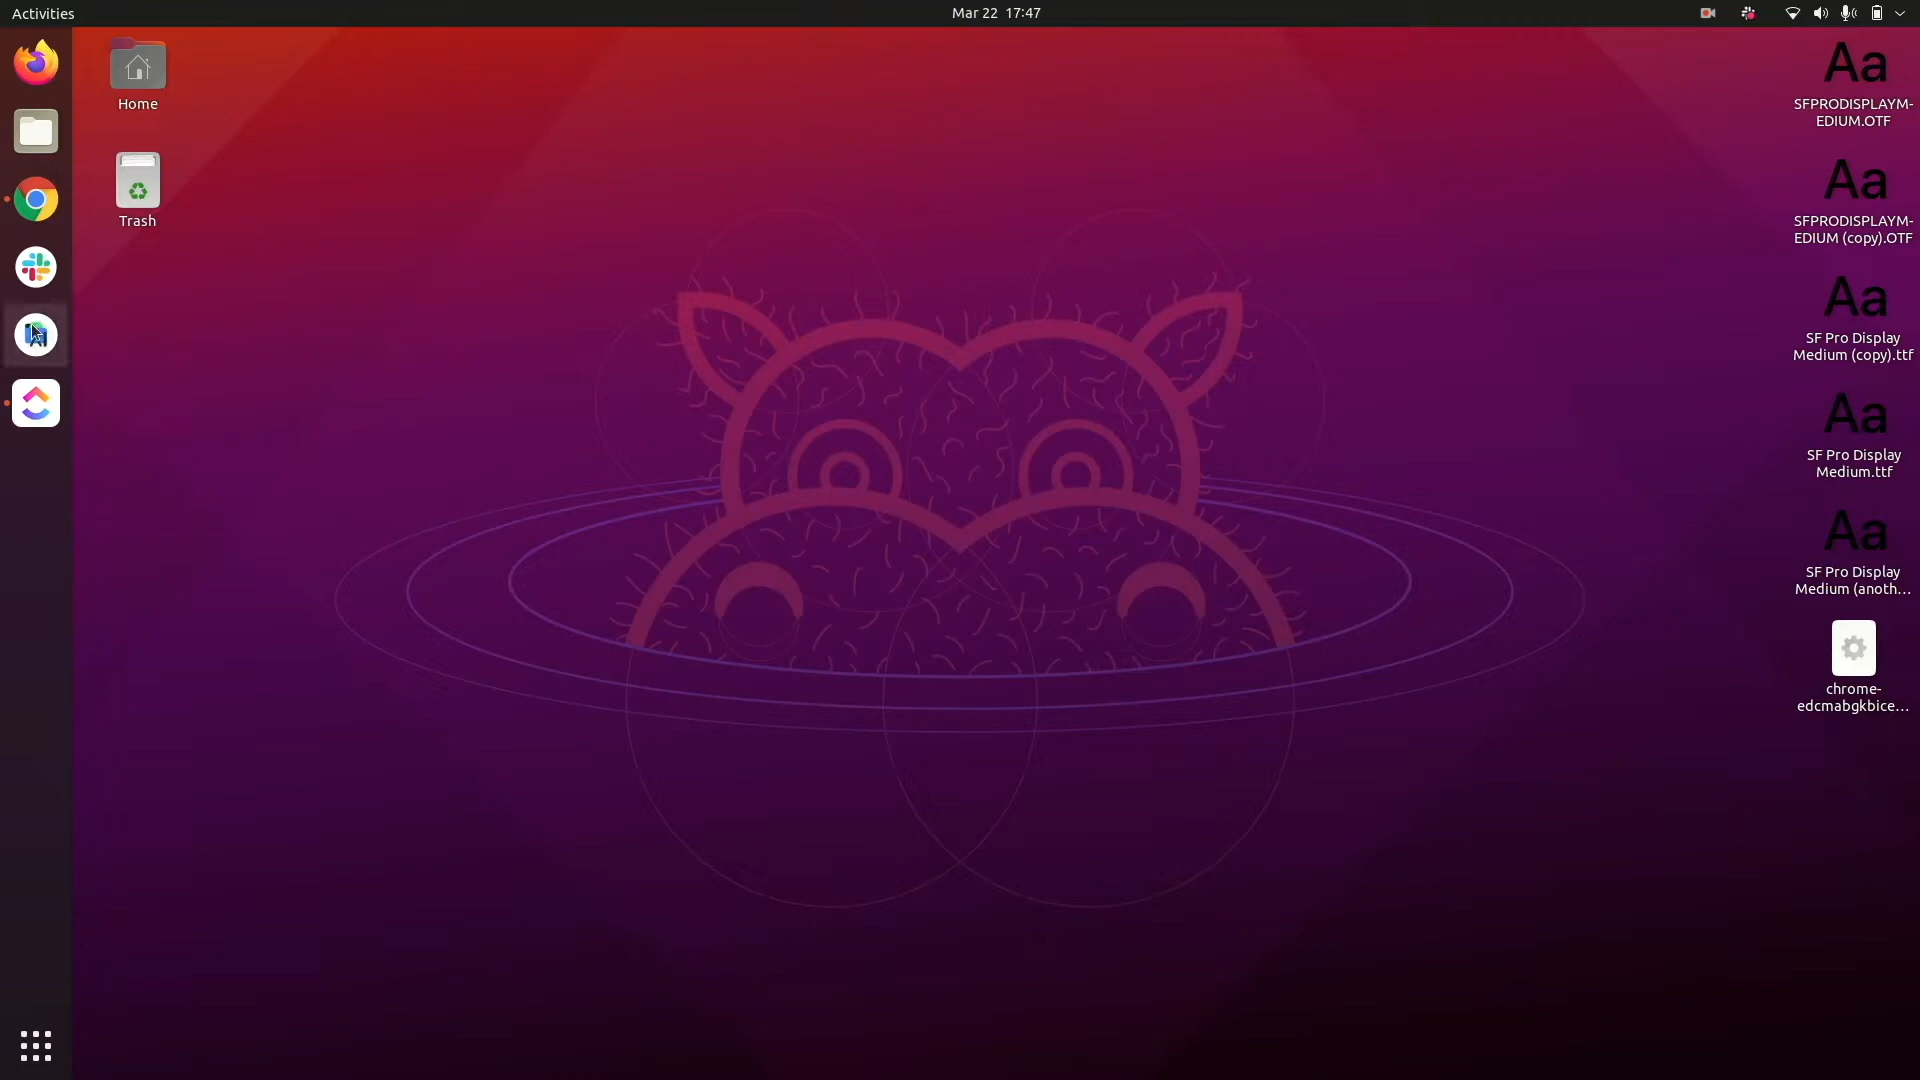 Activities
Mar 22 17:47
Home
Trash
Aa
SFPRODISPLAYM-
EDIUM.OTF
Aa
SFPRODISPLAYM-
EDIUM (copy).OTF
Aa
SF Pro Display
Medium (copy).ttf
Aa
SF Pro Display
Medium.ttf
Aa
SF Pro Display
Medium (anoth...
chrome-
edcmabgkbice...